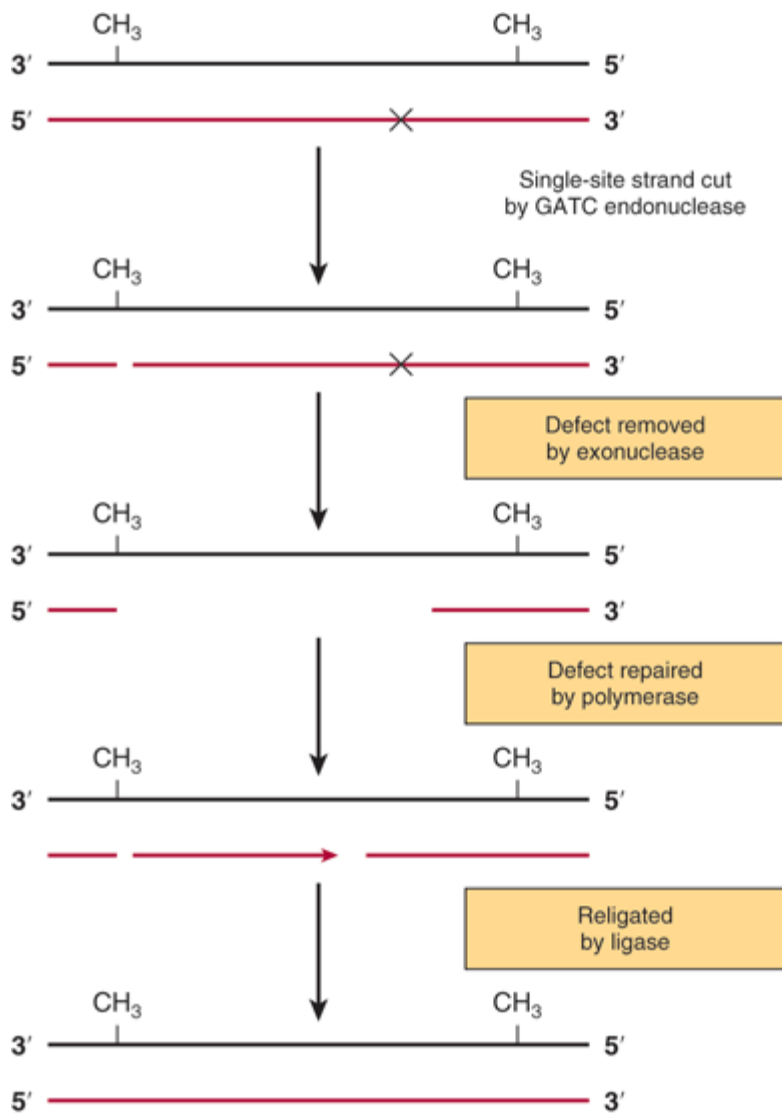 CH3 CH3
3′ 5′
5′ 3′
Single-site strand cut
by GATC endonuclease
CH3 CH3
3′ 5′
5′ 3′
Defect removed
by exonuclease
CH3 CH3
3′ 5′
5′ 3′
Defect repaired
by polymerase
CH3 CH3
3′ 5′
Religated
by ligase
CH3 CH3
3′ 5′
5′ 3′